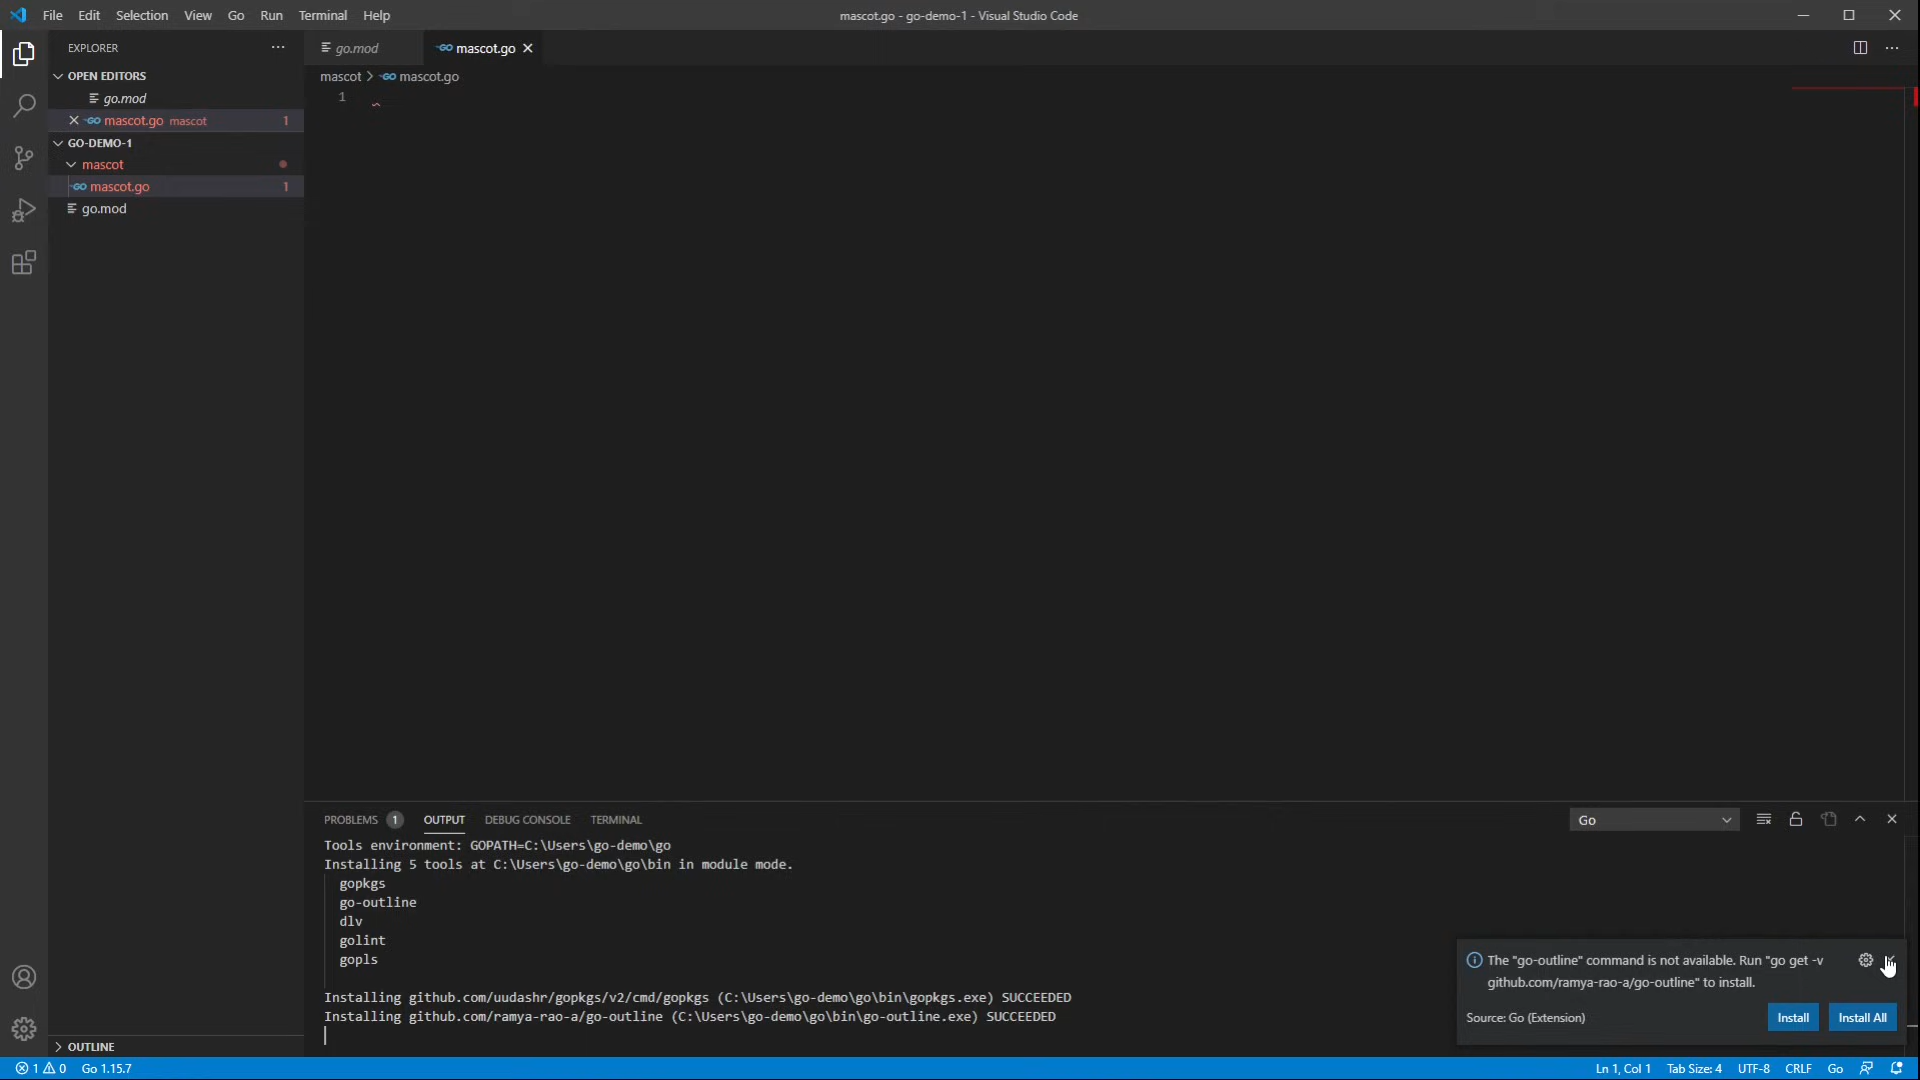 File Edit Selection View Go Run Terminal Help
mascot.go - go-demo-1 - Visual Studio Code
EXPLORER
OPEN EDITORS
go.mod
mascot.go mascot 1
GO-DEMO-1
mascot
mascot.go 1
go.mod
OUTLINE
go.mod
mascot.go
mascot > mascot.go
1
PROBLEMS 1 OUTPUT DEBUG CONSOLE TERMINAL
Go
Tools environment: GOPATH=C:\Users\go-demo\go
Installing 5 tools at C:\Users\go-demo\go\bin in module mode.
gopkgs
go-outline
dlv
golint
gopls
Installing github.com/uudashr/gopkgs/v2/cmd/gopkgs (C:\Users\go-demo\go\bin\gopkgs.exe) SUCCEEDED
Installing github.com/ramya-rao-a/go-outline (C:\Users\go-demo\go\bin\go-outline.exe) SUCCEEDED
The "go-outline" command is not available. Run "go get -v
github.com/ramya-rao-a/go-outline" to install.
Source: Go (Extension)
Install
Install All
1 0 Go 1.15.7
Ln 1, Col 1 Tab Size: 4 UTF-8 CRLF Go